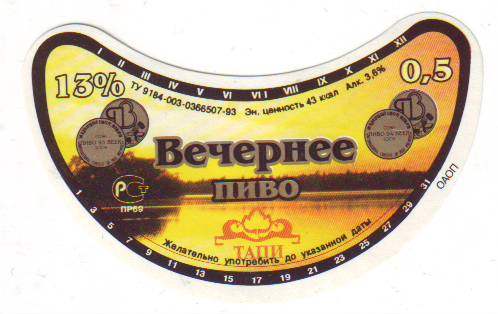 I II III IV V VI VII VIII IX X XI XII
13%
ТУ 9184-003-0366507-93 Эн. ценность 43 ккал Алк. 3,6%
0,5
Вечернее
ПИВО
РСТ
ПР69
ТАПИ
Желательно употребить до указанной даты
1 3 5 7 9 11 13 15 17 19 21 23 25 27 29 31
ОАОП